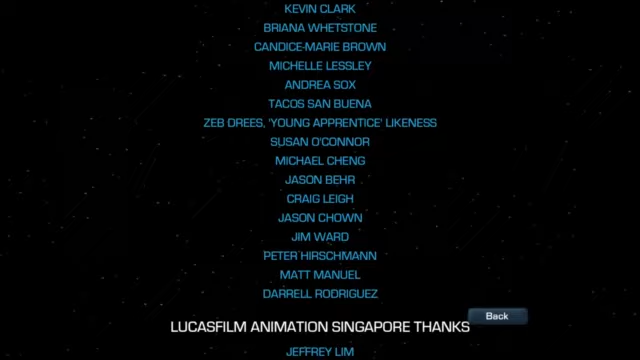 KEVIN CLARK
BRIANA WHETSTONE
CANDICE-MARIE BROWN
MICHELLE LESSLEY
ANDREA SOX
TACOS SAN BUENA
ZEB DREES, 'YOUNG APPRENTICE' LIKENESS
SUSAN O'CONNOR
MICHAEL CHENG
JASON BEHR
CRAIG LEIGH
JASON CHOWN
JIM WARD
PETER HIRSCHMANN
MATT MANUEL
DARRELL RODRIGUEZ
Back
LUCASFILM ANIMATION SINGAPORE THANKS
JEFFREY LIM